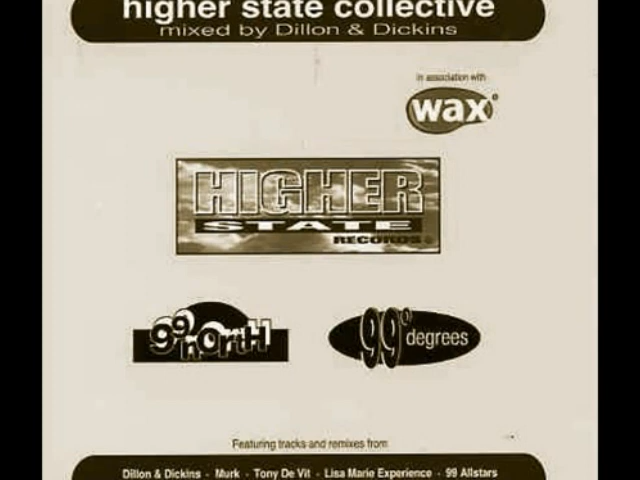 higher state collective
mixed by Dillon & Dickins
in association with
wax
HIGHER
STATE
RECORDS
99 north
99° degrees
Featuring tracks and remixes from
Dillon & Dickins - Murk - Tony De Vit - Lisa Marie Experience - 99 Allstars